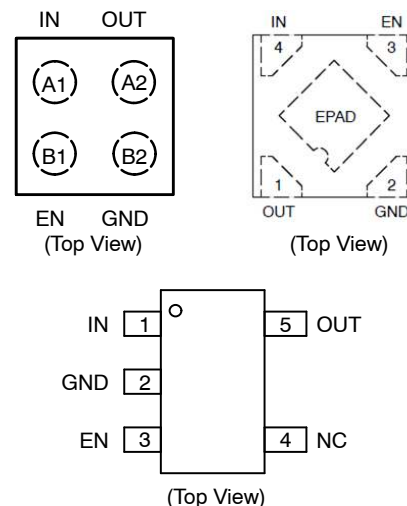 IN OUT
A1 A2
B1 B2
EN GND
(Top View)
IN EN
4 3
EPAD
1 2
OUT GND
(Top View)
IN 1 5 OUT
GND 2
EN 3 4 NC
(Top View)